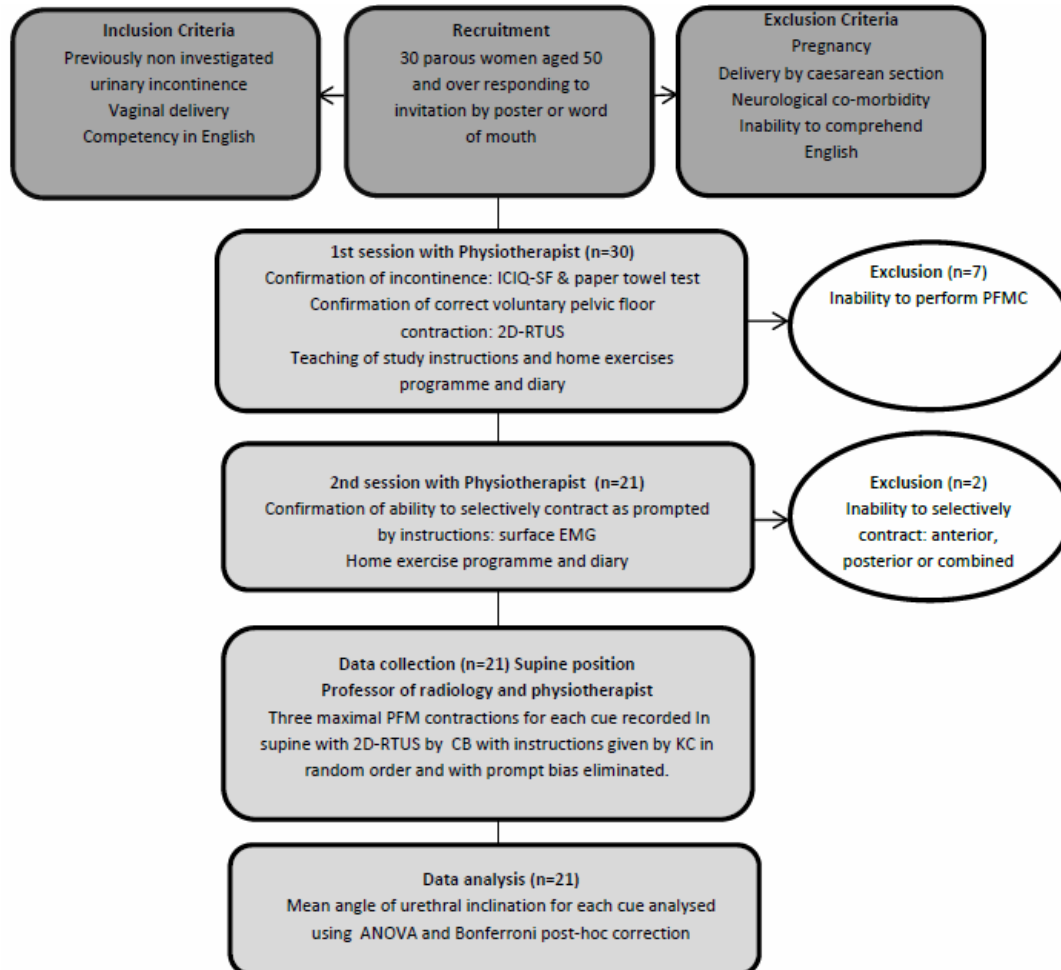 Inclusion Criteria
Previously non investigated
urinary incontinence
Vaginal delivery
Competency in English
Recruitment
30 parous women aged 50
and over responding to
invitation by poster or word
of mouth
Exclusion Criteria
Pregnancy
Delivery by caesarean section
Neurological co-morbidity
Inability to comprehend
English
1st session with Physiotherapist (n=30)
Confirmation of incontinence: ICIQ-SF & paper towel test
Confirmation of correct voluntary pelvic floor
contraction: 2D-RTUS
Teaching of study instructions and home exercises
programme and diary
Exclusion (n=7)
Inability to perform PFMC
2nd session with Physiotherapist (n=21)
Confirmation of ability to selectively contract as prompted
by instructions: surface EMG
Home exercise programme and diary
Exclusion (n=2)
Inability to selectively
contract: anterior,
posterior or combined
Data collection (n=21) Supine position
Professor of radiology and physiotherapist
Three maximal PFM contractions for each cue recorded In
supine with 2D-RTUS by CB with instructions given by KC in
random order and with prompt bias eliminated.
Data analysis (n=21)
Mean angle of urethral inclination for each cue analysed
using ANOVA and Bonferroni post-hoc correction